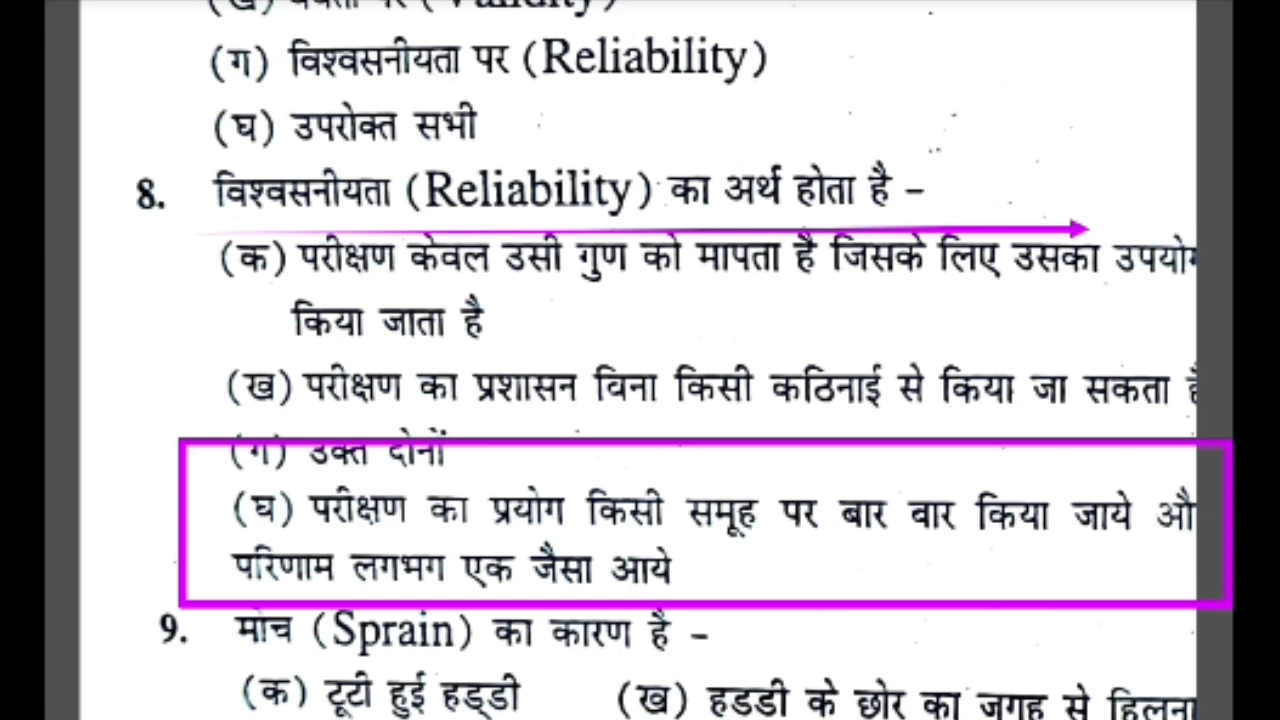 (Validity)
(ग) विश्वसनीयता पर (Reliability)
(घ) उपरोक्त सभी
8. विश्वसनीयता (Reliability) का अर्थ होता है –
(क) परीक्षण केवल उसी गुण को मापता है जिसके लिए उसका
किया जाता है
(ख) परीक्षण का प्रशासन विना किसी कठिनाई से किया जा सकता
(ग) उक्त दोनों
(घ) परीक्षण का प्रयोग किसी समूह पर बार वार किया जाये
परिणाम लगभग एक जैसा आये
9. मोच (Sprain) का कारण है –
(क) टूटी हुई हड्डी (ख) हडडी के छोर का जगह से हिलना